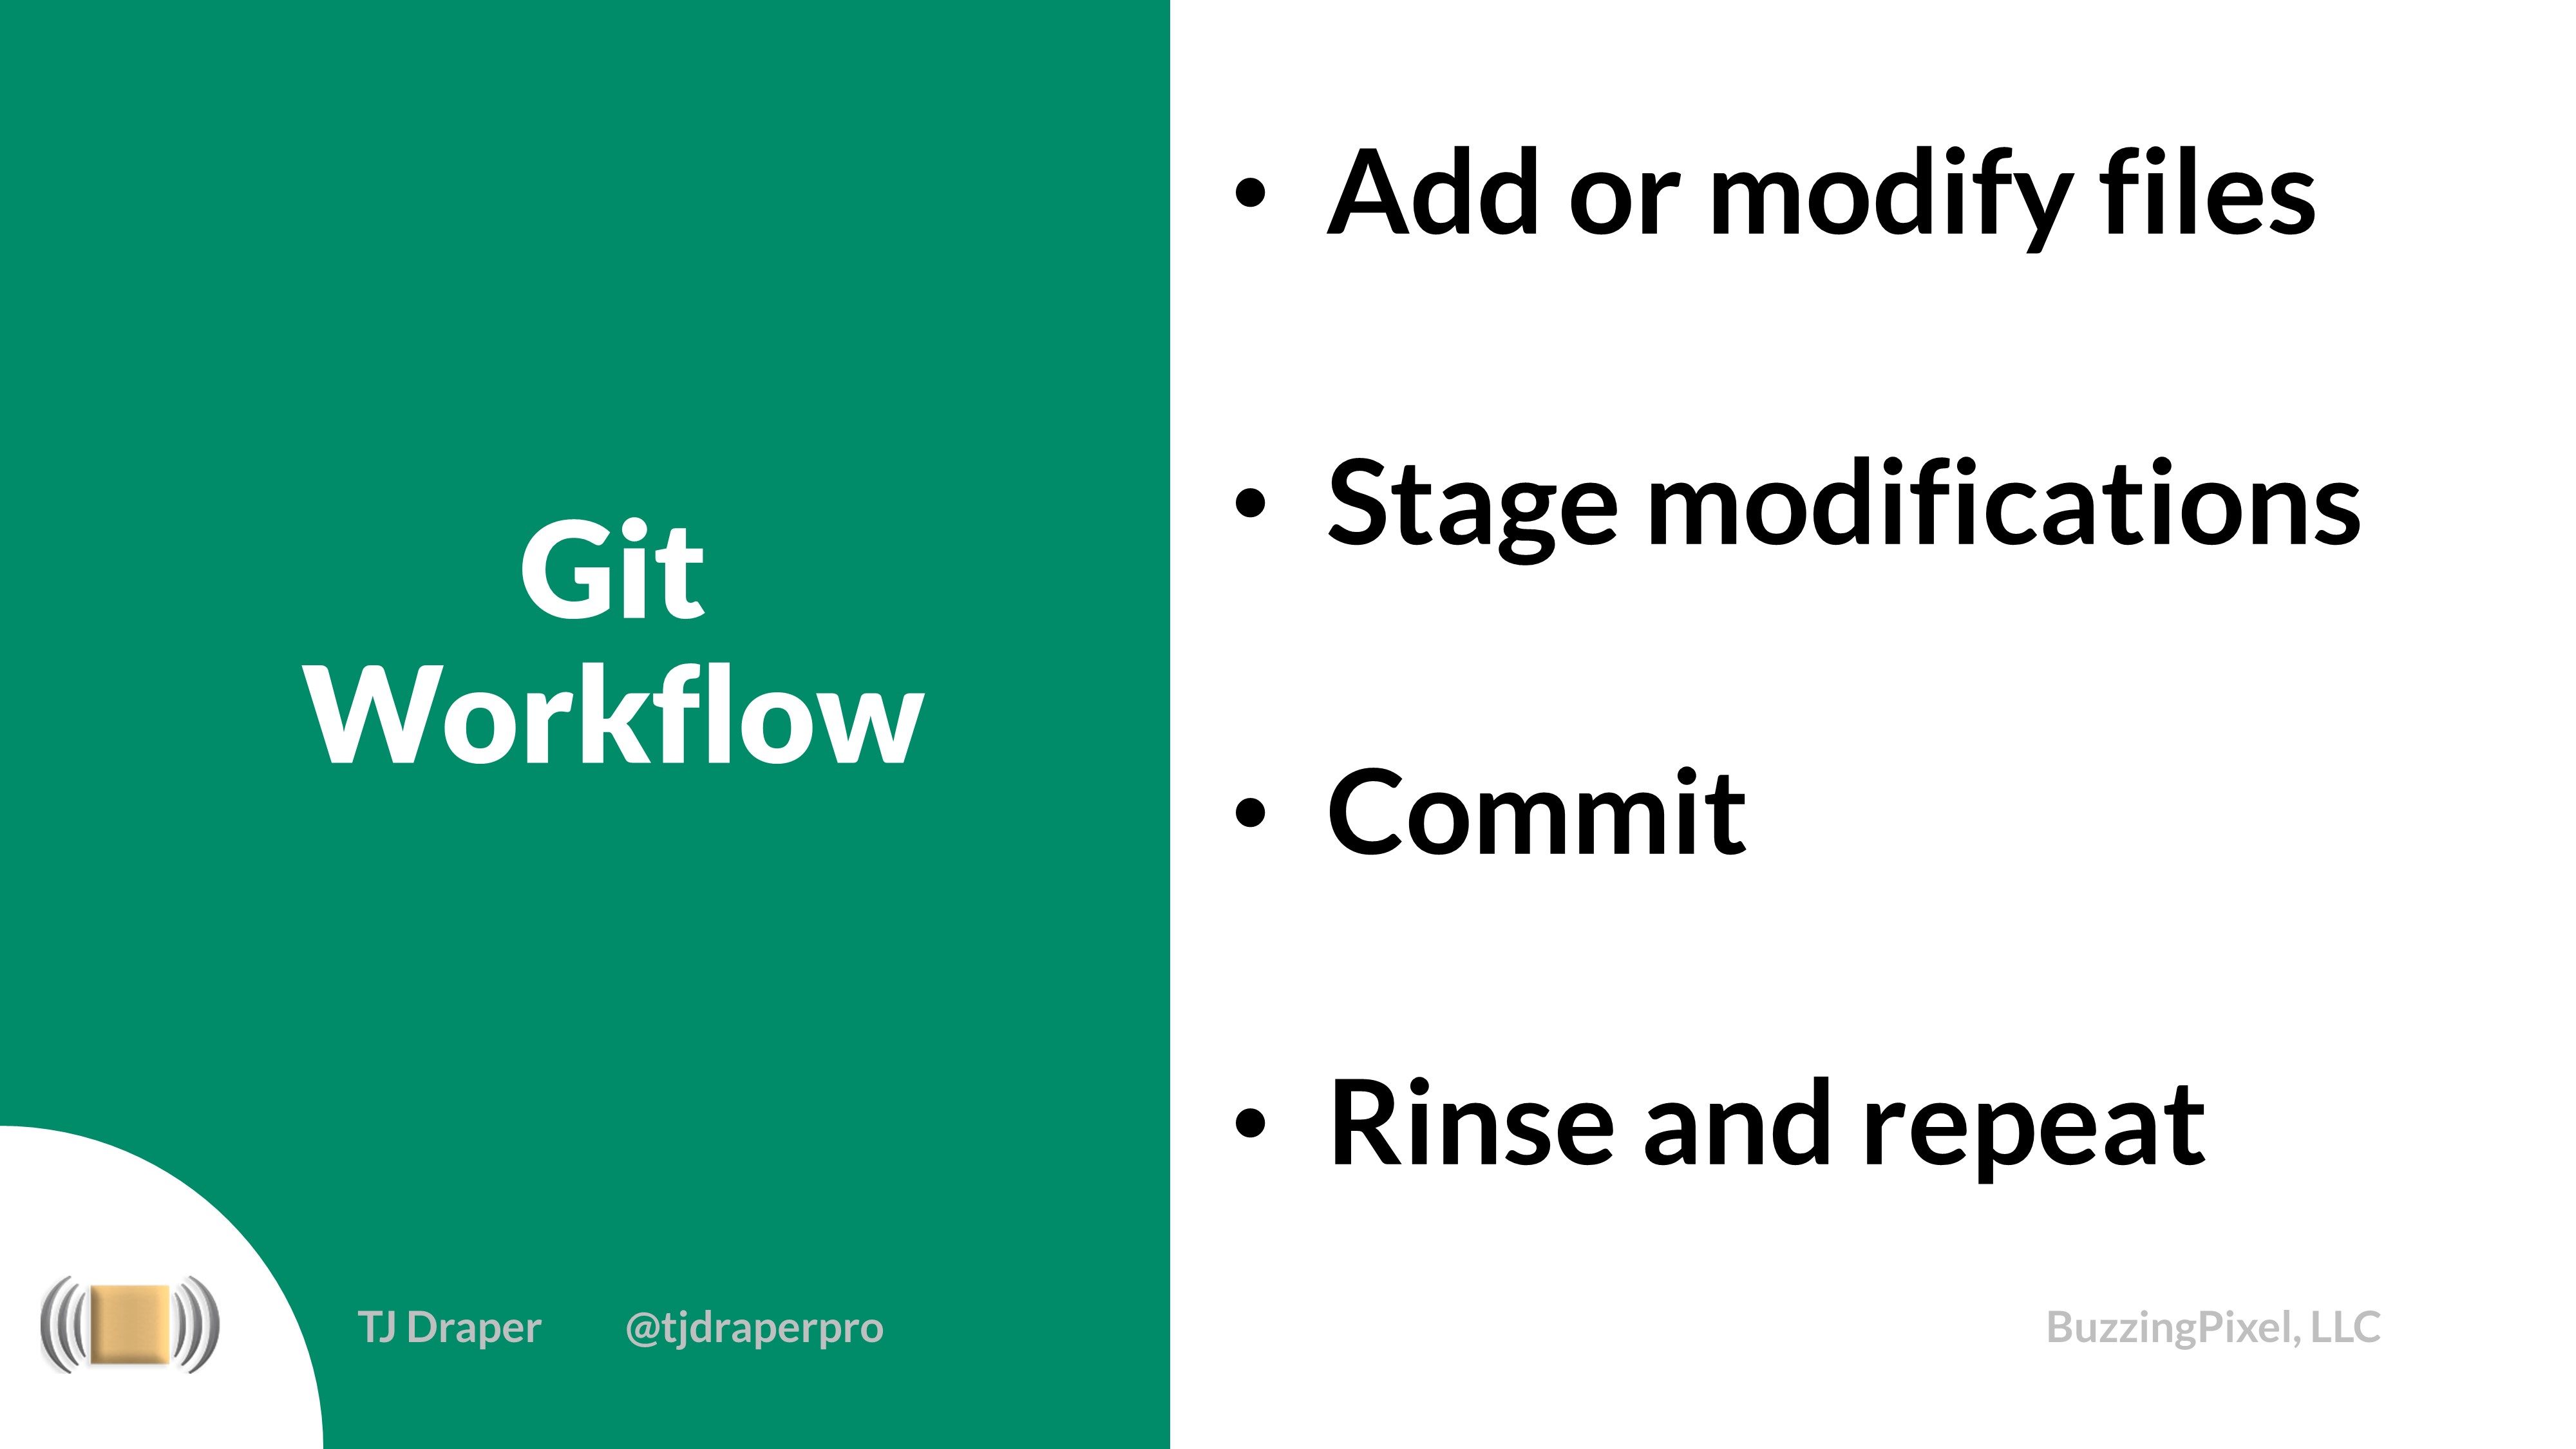 Git
Workflow
• Add or modify files
• Stage modifications
• Commit
• Rinse and repeat
TJ Draper @tjdraperpro
BuzzingPixel, LLC